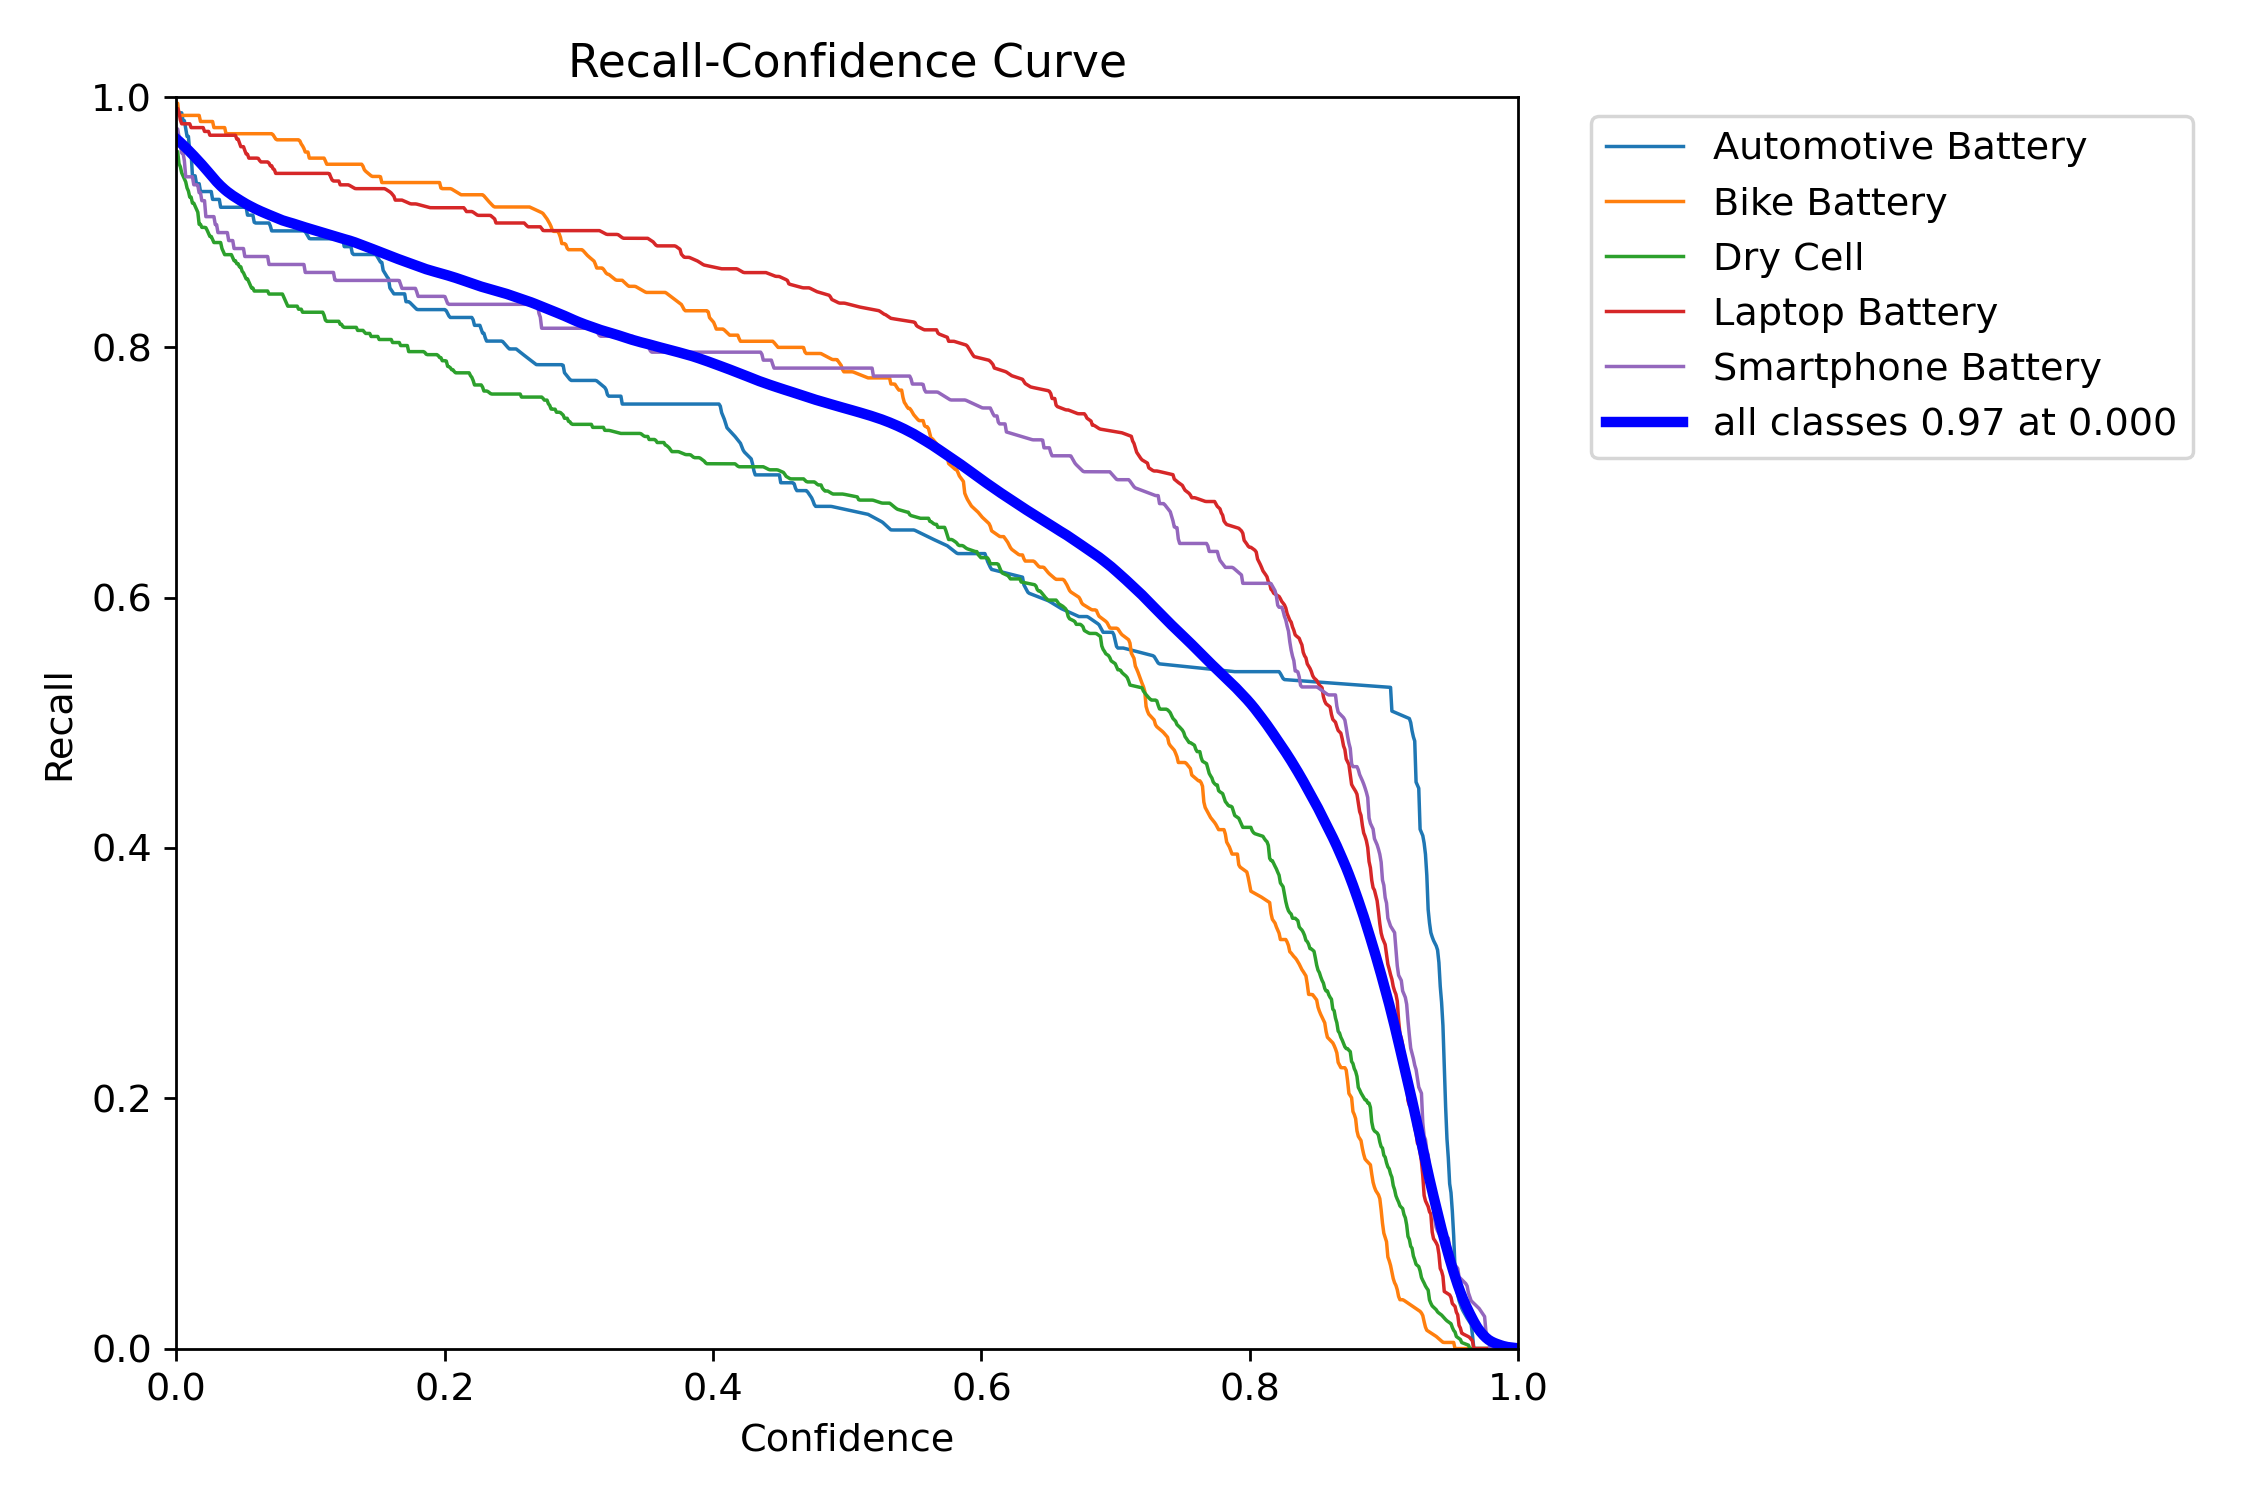 Recall-Confidence Curve
1.0
0.8
0.6
0.4
0.2
0.0
Recall
0.0 0.2 0.4 0.6 0.8 1.0
Confidence
Automotive Battery
Bike Battery
Dry Cell
Laptop Battery
Smartphone Battery
all classes 0.97 at 0.000